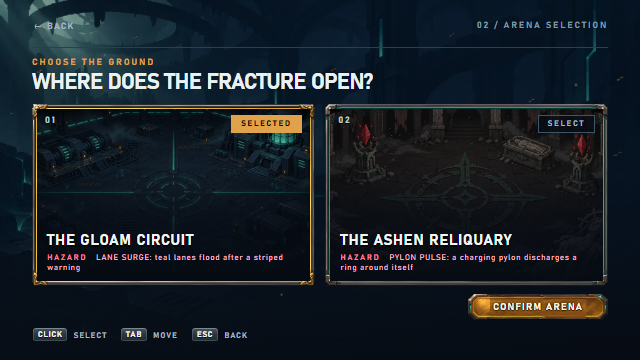 ← BACK
02 / ARENA SELECTION
CHOOSE THE GROUND
WHERE DOES THE FRACTURE OPEN?
01
SELECTED
THE GLOAM CIRCUIT
HAZARD LANE SURGE: teal lanes flood after a striped
warning
02
SELECT
THE ASHEN RELIQUARY
HAZARD PYLON PULSE: a charging pylon discharges a
ring around itself
CONFIRM ARENA
CLICK SELECT TAB MOVE ESC BACK